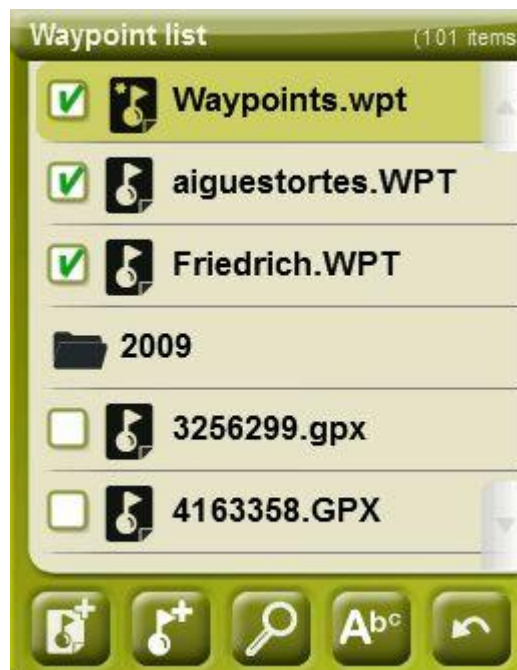 Waypoint list (101 items
Waypoints.wpt
aiguestortes.WPT
Friedrich.WPT
2009
3256299.gpx
4163358.GPX
Abc